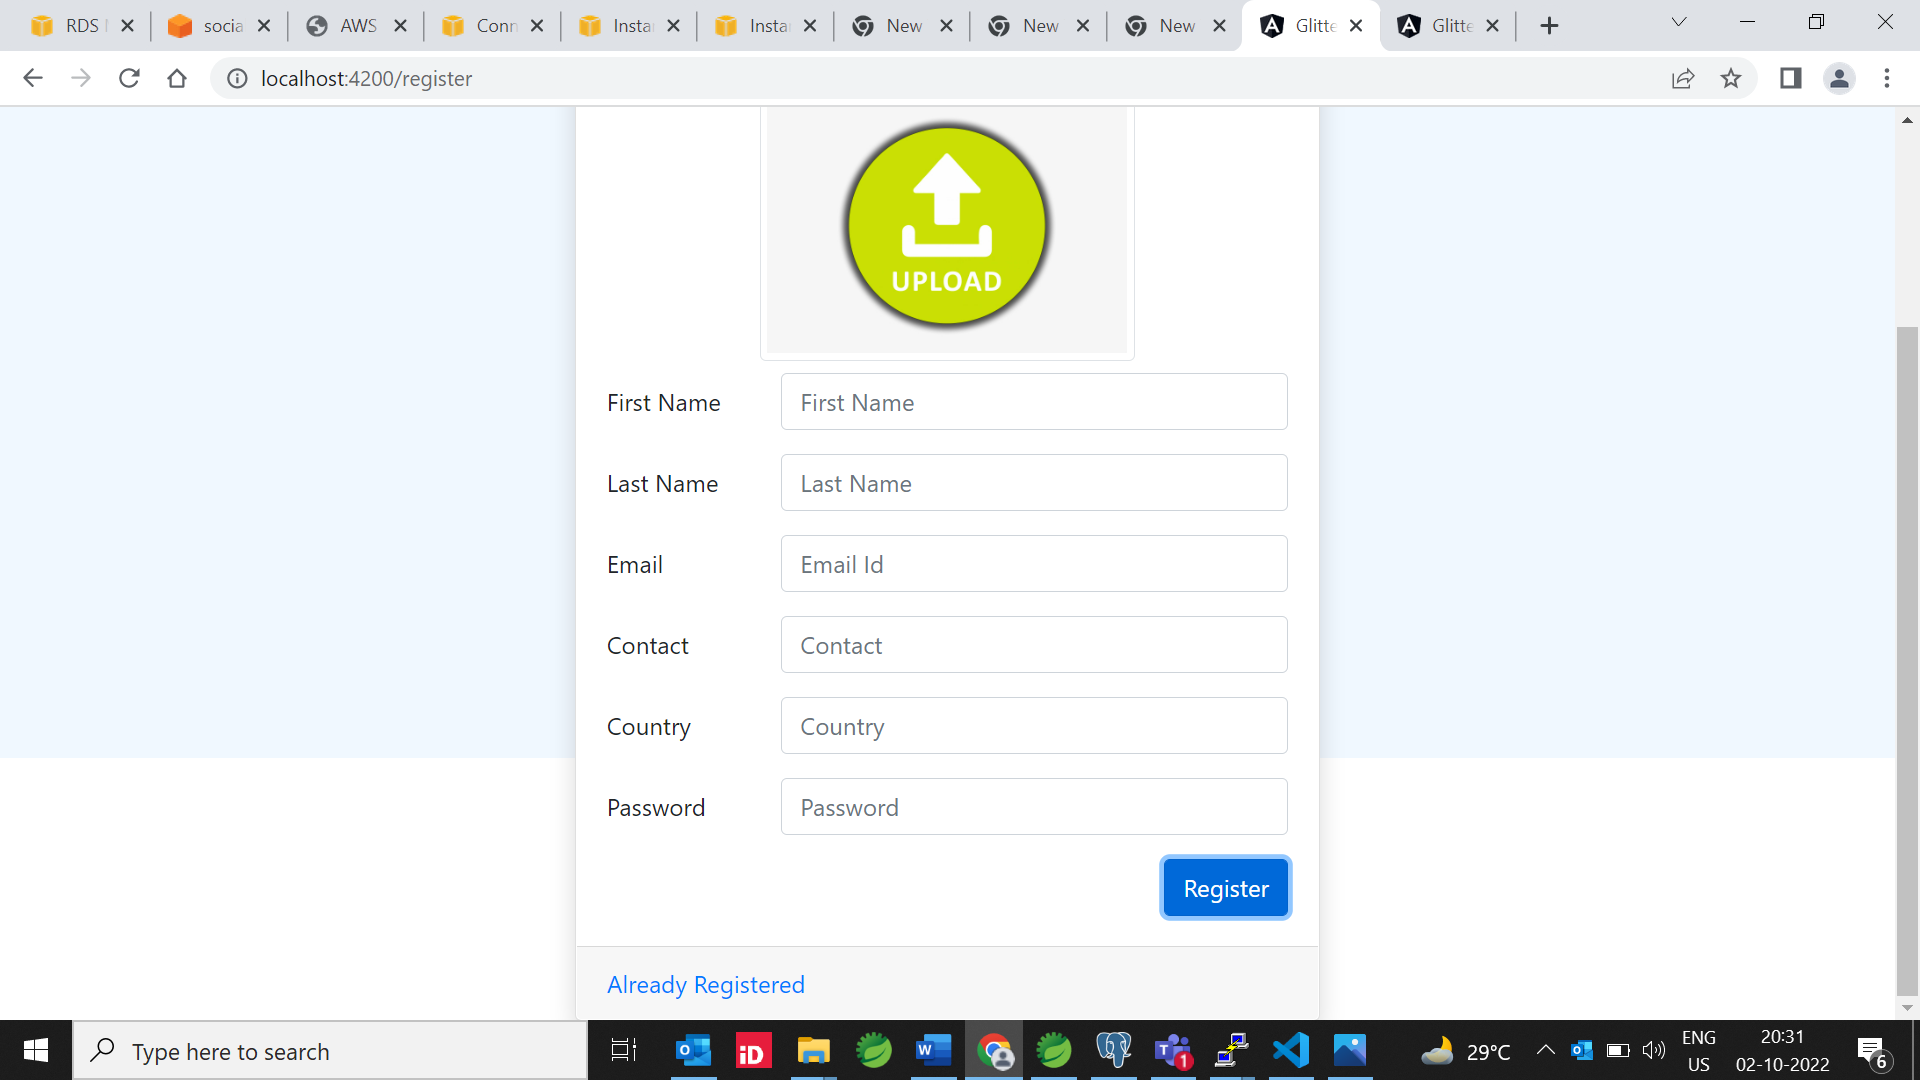 RDS
socia
AWS
Conn
Insta
Insta
New
New
New
Glitte
Glitte
localhost:4200/register
UPLOAD
First Name First Name
Last Name Last Name
Email Email Id
Contact Contact
Country Country
Password Password
Register
Already Registered
Type here to search
iD
W
T
1
29°C
ENG
US
20:31
02-10-2022
6